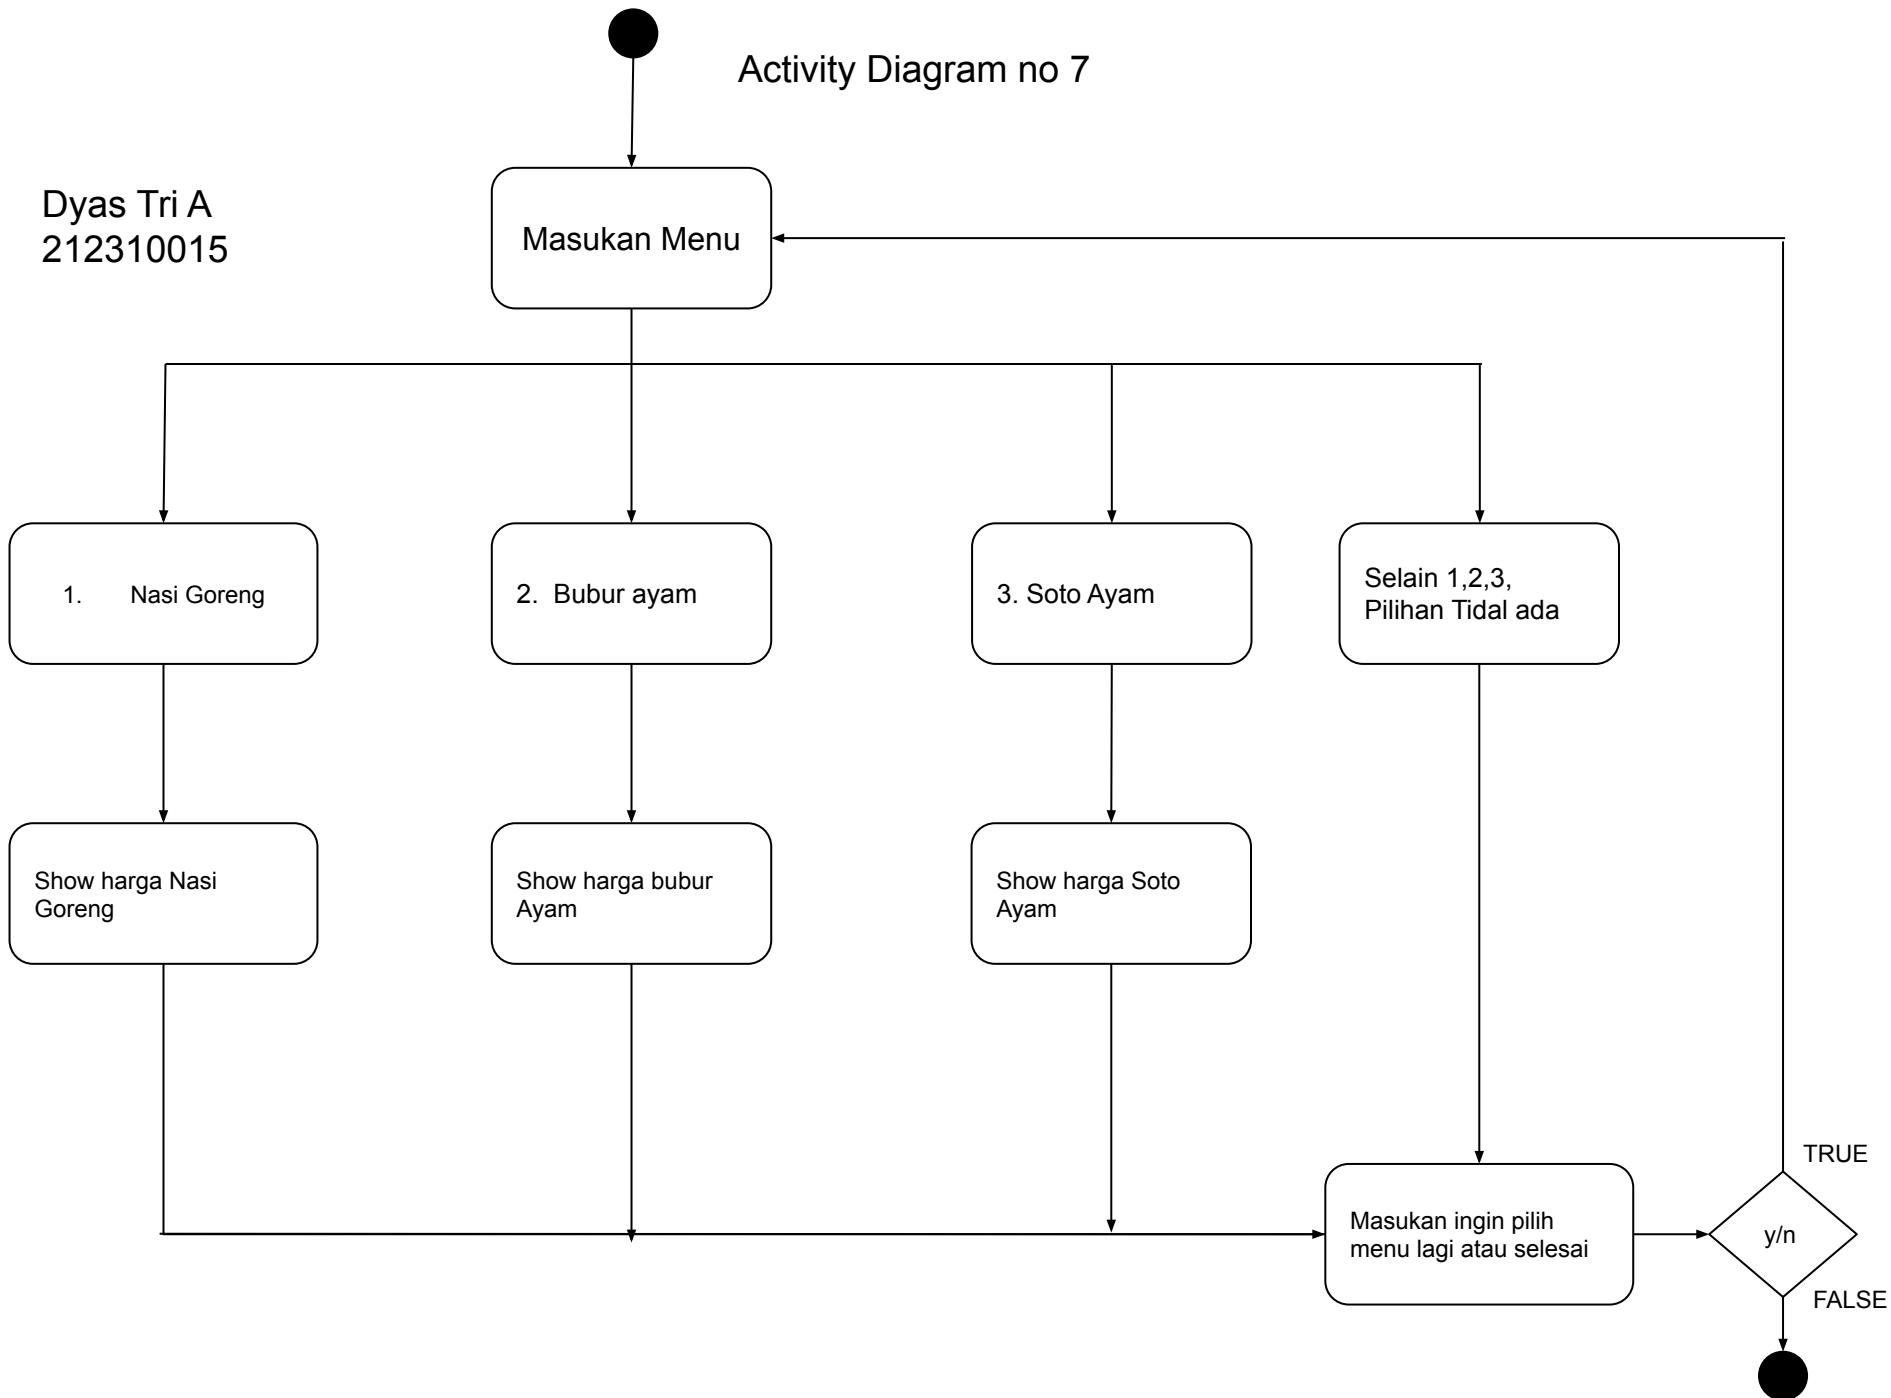 Activity Diagram no 7
Dyas Tri A
212310015
Masukan Menu
1. Nasi Goreng
2. Bubur ayam
3. Soto Ayam
Selain 1,2,3,
Pilihan Tidal ada
Show harga Nasi
Goreng
Show harga bubur
Ayam
Show harga Soto
Ayam
Masukan ingin pilih
menu lagi atau selesai
TRUE
y/n
FALSE